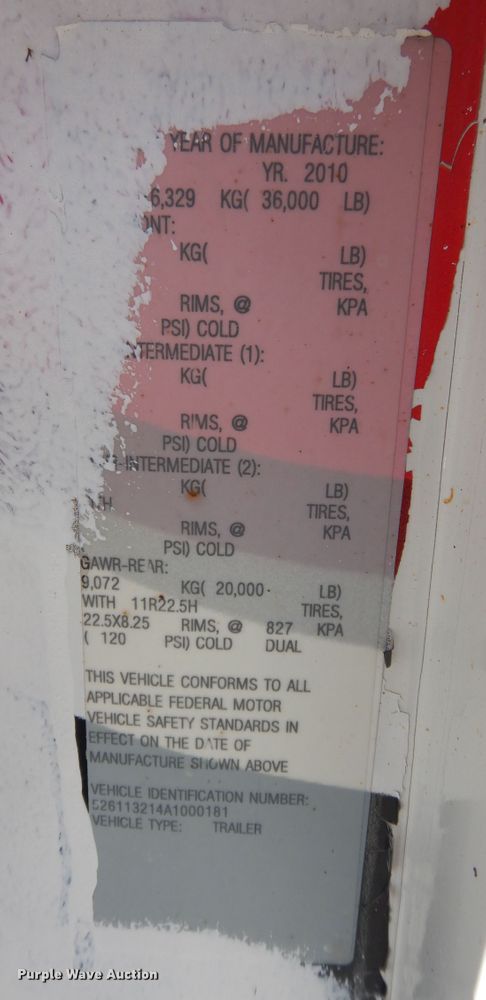 YEAR OF MANUFACTURE:
YR. 2010
6,329 KG( 36,000 LB)
NT:
KG( LB)
TIRES,
RIMS, @ KPA
PSI) COLD
TERMEDIATE (1):
KG( LB)
TIRES,
RIMS, @ KPA
PSI) COLD
-INTERMEDIATE (2):
KG( LB)
TH TIRES,
RIMS, @ KPA
PSI) COLD
GAWR-REAR:
9,072 KG( 20,000 LB)
WITH 11R22.5H TIRES,
22.5X8.25 RIMS, @ 827 KPA
( 120 PSI) COLD DUAL
THIS VEHICLE CONFORMS TO ALL
APPLICABLE FEDERAL MOTOR
VEHICLE SAFETY STANDARDS IN
EFFECT ON THE DATE OF
MANUFACTURE SHOWN ABOVE
VEHICLE IDENTIFICATION NUMBER:
526113214A1000181
VEHICLE TYPE: TRAILER
Purple Wave Auction